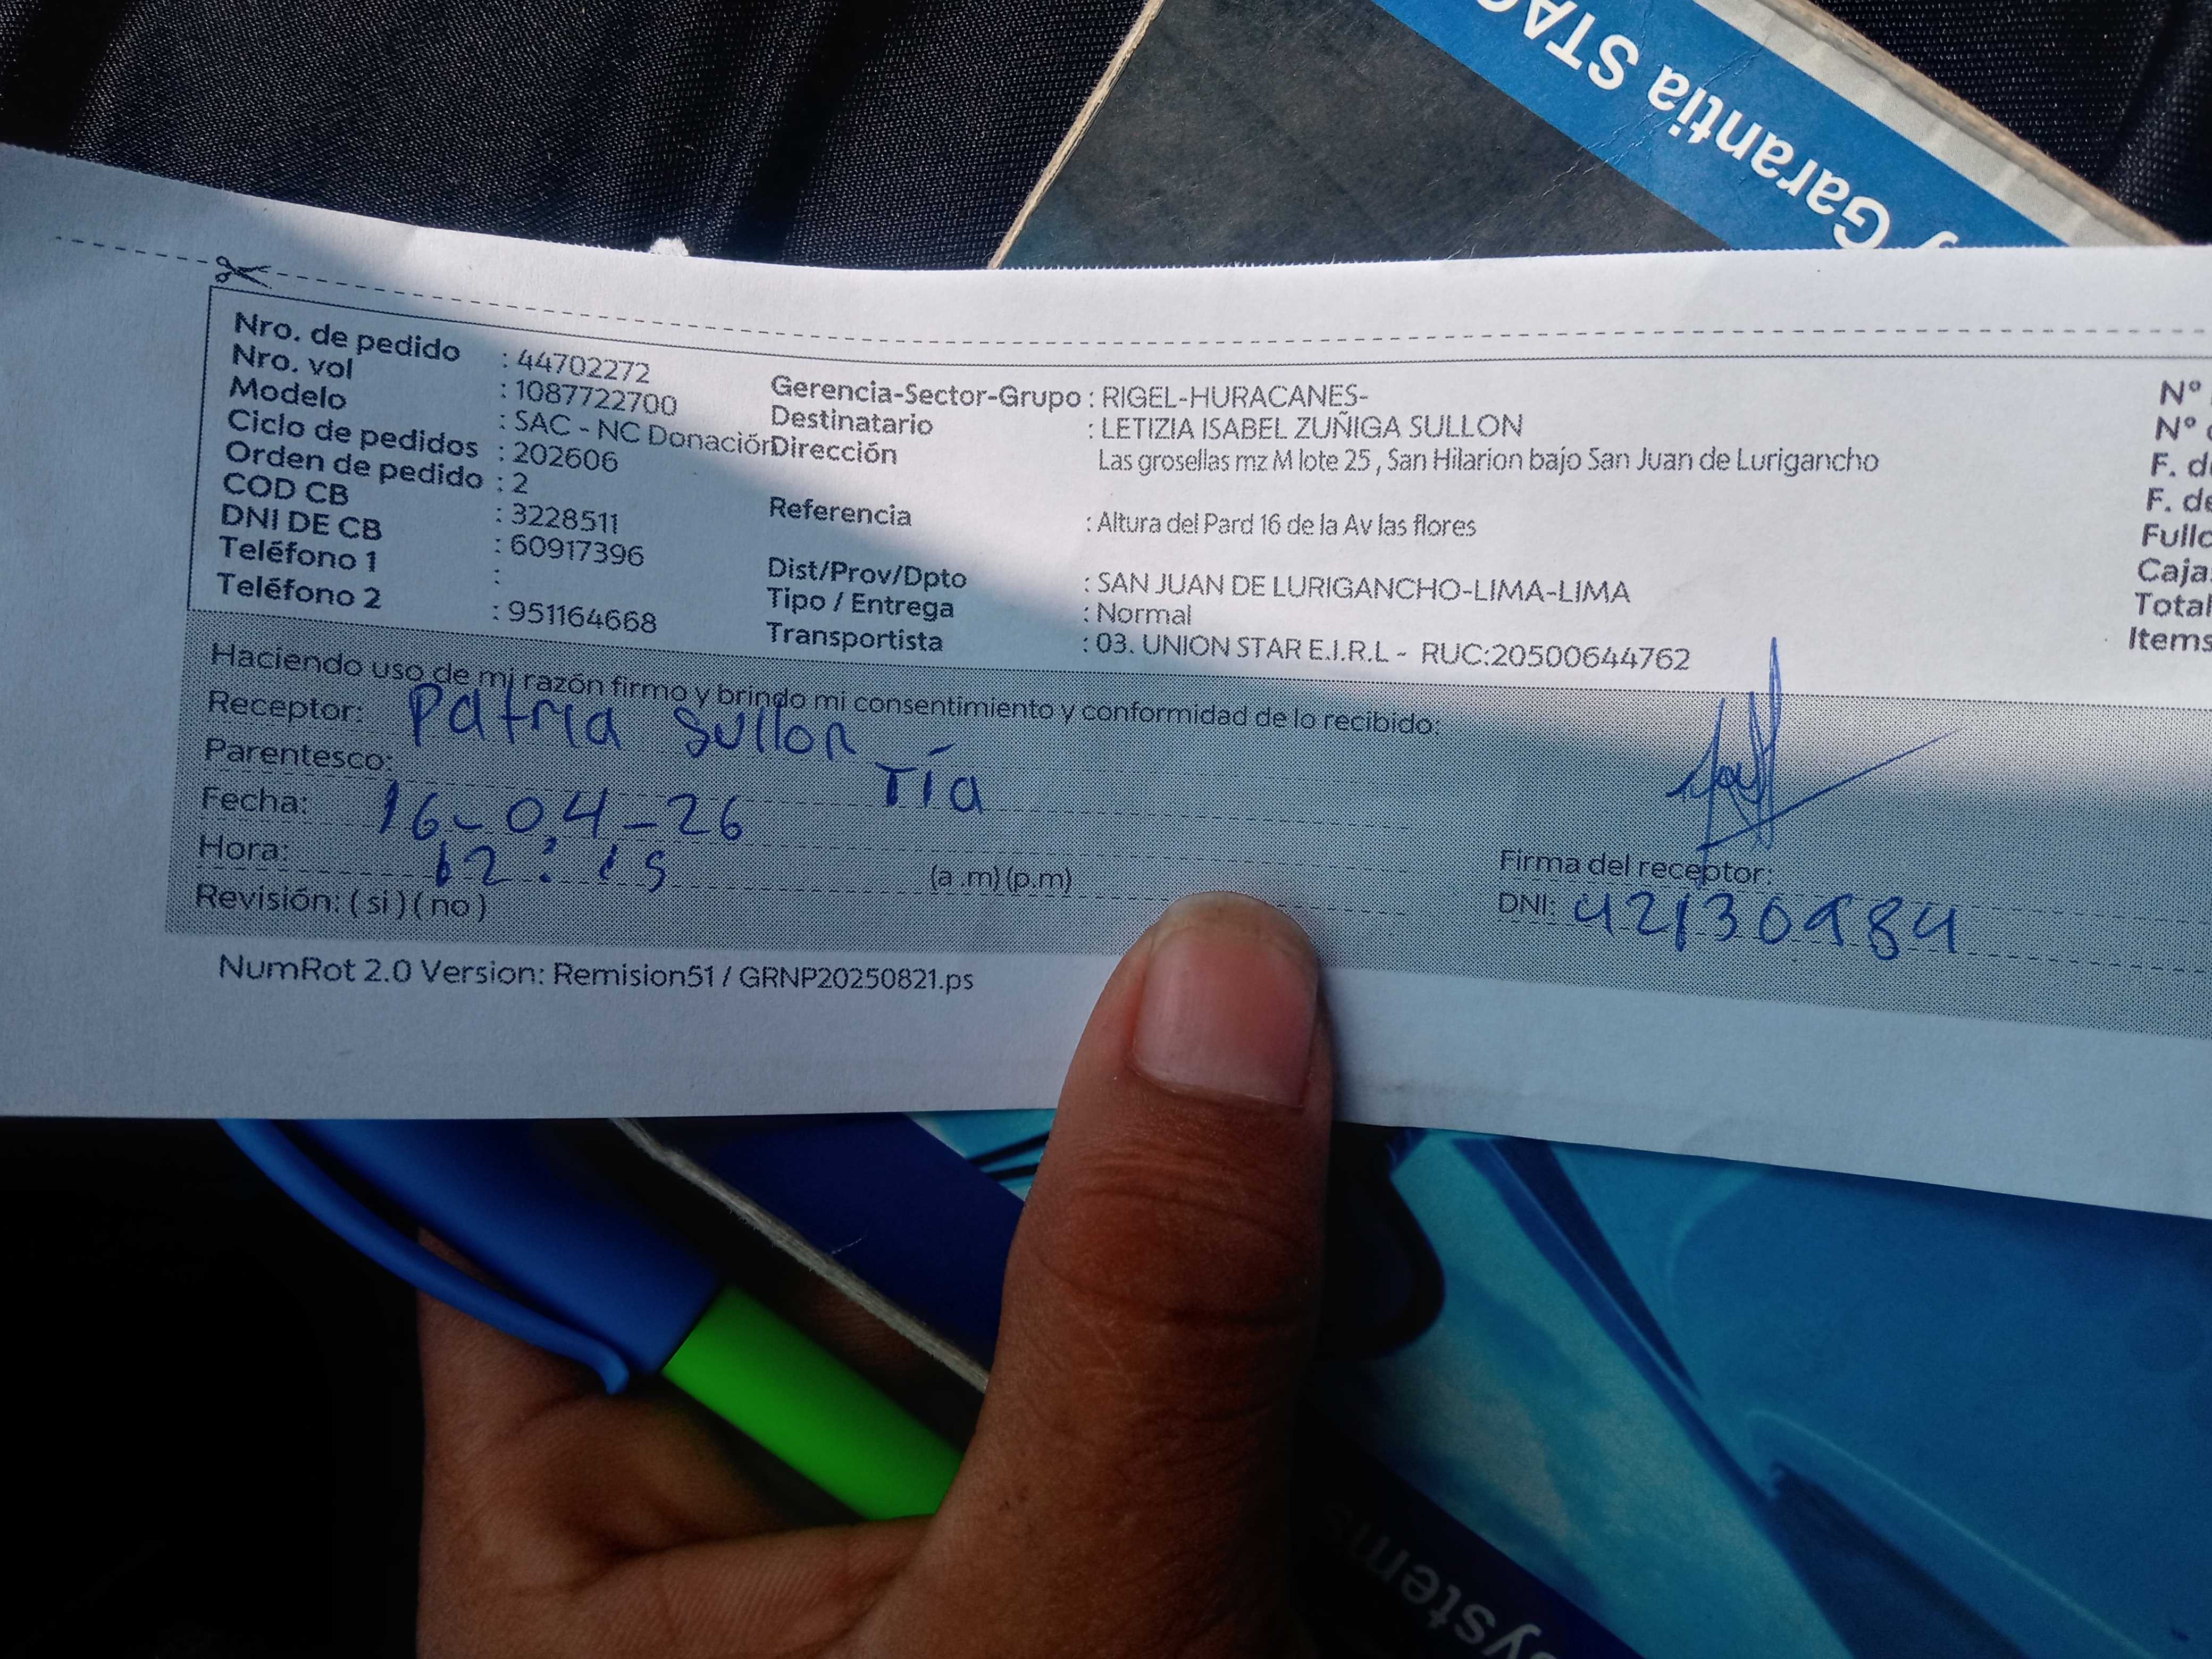 y Garantia STAC
Nro. de pedido : 44702272
Nro. vol : 1087722700
Modelo : SAC - NC Donación
Ciclo de pedidos : 202606
Orden de pedido : 2
COD CB : 3228511
DNI DE CB : 60917396
Teléfono 1 :
Teléfono 2 : 951164668
Gerencia-Sector-Grupo : RIGEL-HURACANES-
Destinatario : LETIZIA ISABEL ZUÑIGA SULLON
Dirección Las grosellas mz M lote 25 , San Hilarion bajo San Juan de Lurigancho
Referencia : Altura del Pard 16 de la Av las flores
Dist/Prov/Dpto : SAN JUAN DE LURIGANCHO-LIMA-LIMA
Tipo / Entrega : Normal
Transportista : 03. UNION STAR E.I.R.L - RUC:20500644762
N°
N°
F. d
F. de
Fullc
Caja
Total
Items
Haciendo uso de mi razón firmo y brindo mi consentimiento y conformidad de lo recibido:
Receptor: Patria Sullon
Parentesco: Tía
Fecha: 16-04-26
Hora: 12:15 (a .m) (p.m)
Revisión: ( si ) ( no )
Firma del receptor:
DNI: 42130984
NumRot 2.0 Version: Remision51 / GRNP20250821.ps
ystems